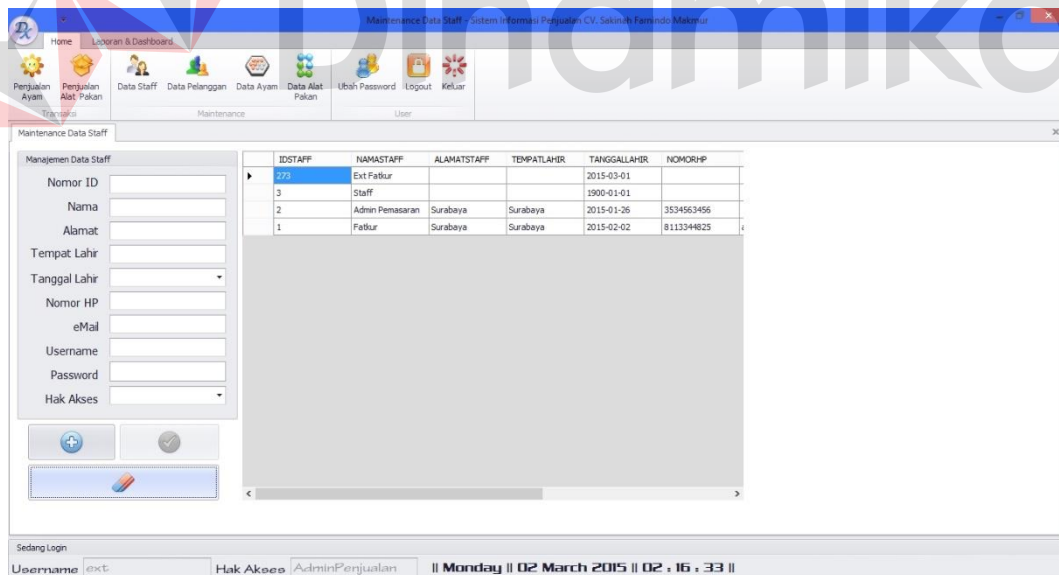 Dinamika
Maintenance Data Staff - Sistem Informasi Penjualan CV. Sakinah Farmindo Makmur
Home Laporan & Dashboard
Penjualan Ayam
Penjualan Alat Pakan
Data Staff
Data Pelanggan
Data Ayam
Data Alat Pakan
Ubah Password
Logout
Keluar
Transaksi Maintenance User
Maintenance Data Staff
Manajemen Data Staff
Nomor ID
Nama
Alamat
Tempat Lahir
Tanggal Lahir
Nomor HP
eMail
Username
Password
Hak Akses
IDSTAFF NAMASTAFF ALAMATSTAFF TEMPATLAHIR TANGGALLAHIR NOMORHP
273 Ext Fatkur 2015-03-01
3 Staff 1900-01-01
2 Admin Pemasaran Surabaya Surabaya 2015-01-26 3534563456
1 Fatkur Surabaya Surabaya 2015-02-02 8113344825
Sedang Login
Username ext Hak Akses AdminPenjualan || Monday || 02 March 2015 || 02 : 16 : 33 ||